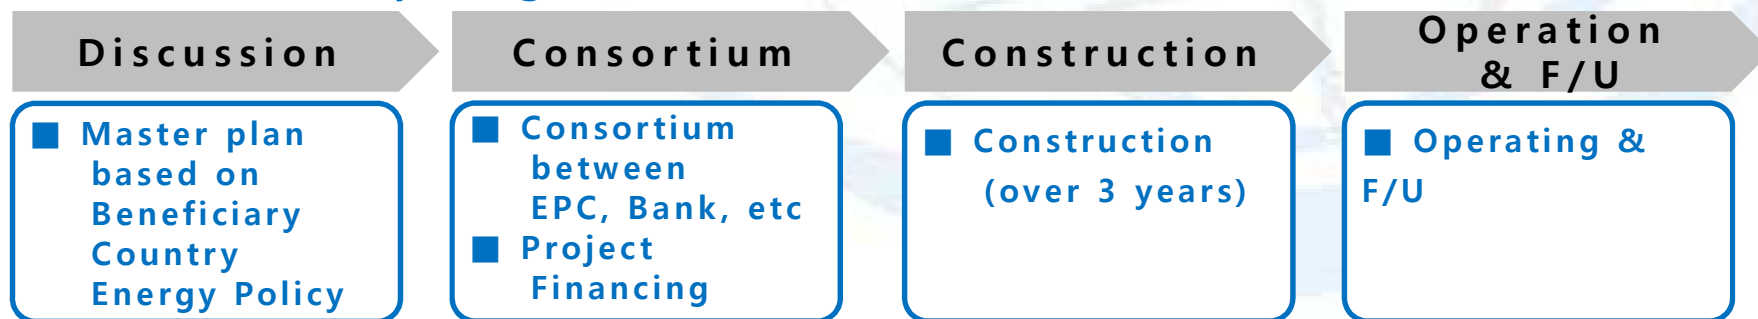 Discussion
Consortium
Construction
Operation
& F/U
■ Master plan
based on
Beneficiary
Country
Energy Policy
■ Consortium
between
EPC, Bank, etc
■ Project
Financing
■ Construction
(over 3 years)
■ Operating &
F/U